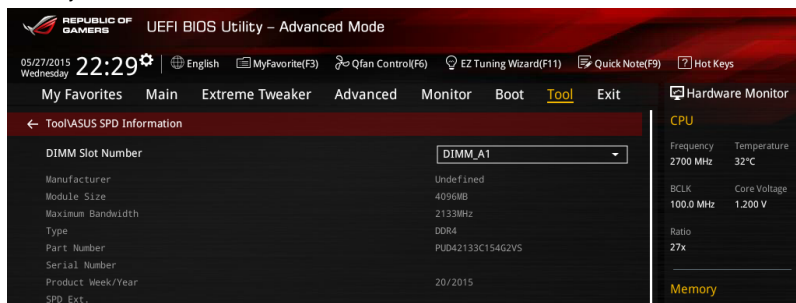 REPUBLIC OF GAMERS UEFI BIOS Utility – Advanced Mode
05/27/2015 Wednesday 22:29 English MyFavorite(F3) Qfan Control(F6) EZ Tuning Wizard(F11) Quick Note(F9) ? Hot Keys
My Favorites Main Extreme Tweaker Advanced Monitor Boot Tool Exit Hardware Monitor
← Tool\ASUS SPD Information CPU
DIMM Slot Number DIMM_A1
Frequency Temperature
2700 MHz 32°C
Manufacturer Undefined
Module Size 4096MB
BCLK Core Voltage
100.0 MHz 1.200 V
Maximum Bandwidth 2133MHz
Type DDR4
Ratio
27x
Part Number PUD42133C154G2VS
Serial Number
Product Week/Year 20/2015
Memory
SPD Ext.